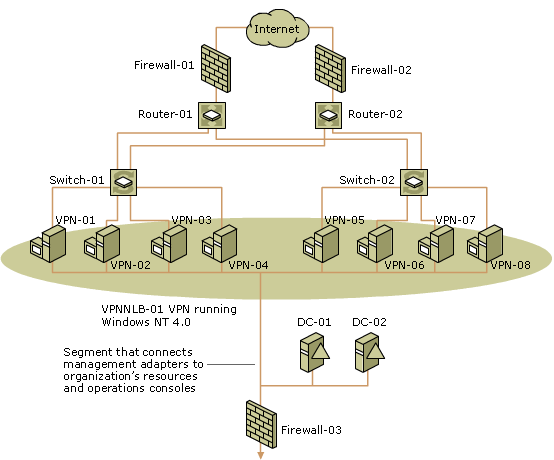 Internet
Firewall-01
Firewall-02
Router-01
Router-02
Switch-01
Switch-02
VPN-01
VPN-03
VPN-05
VPN-07
VPN-02
VPN-04
VPN-06
VPN-08
VPNNLB-01 VPN running
Windows NT 4.0
DC-01
DC-02
Segment that connects
management adapters to
organization's resources
and operations consoles
Firewall-03